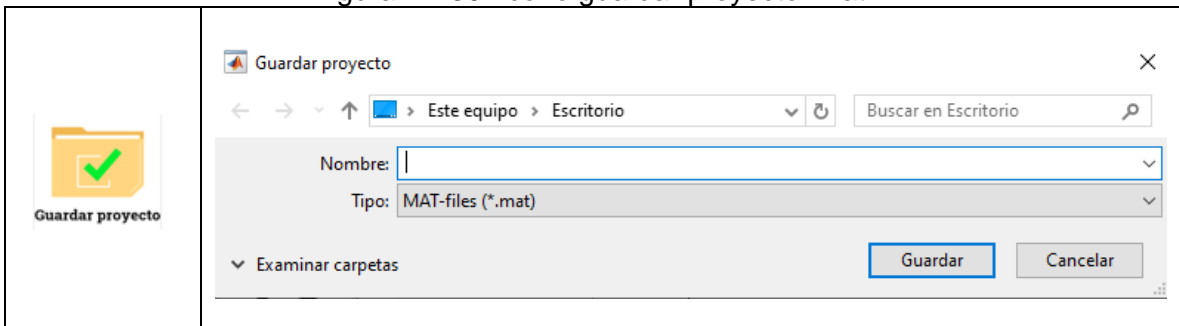 Guardar proyecto
Este equipo > Escritorio
Buscar en Escritorio
Nombre:
Tipo: MAT-files (*.mat)
Guardar proyecto
Examinar carpetas
Guardar
Cancelar